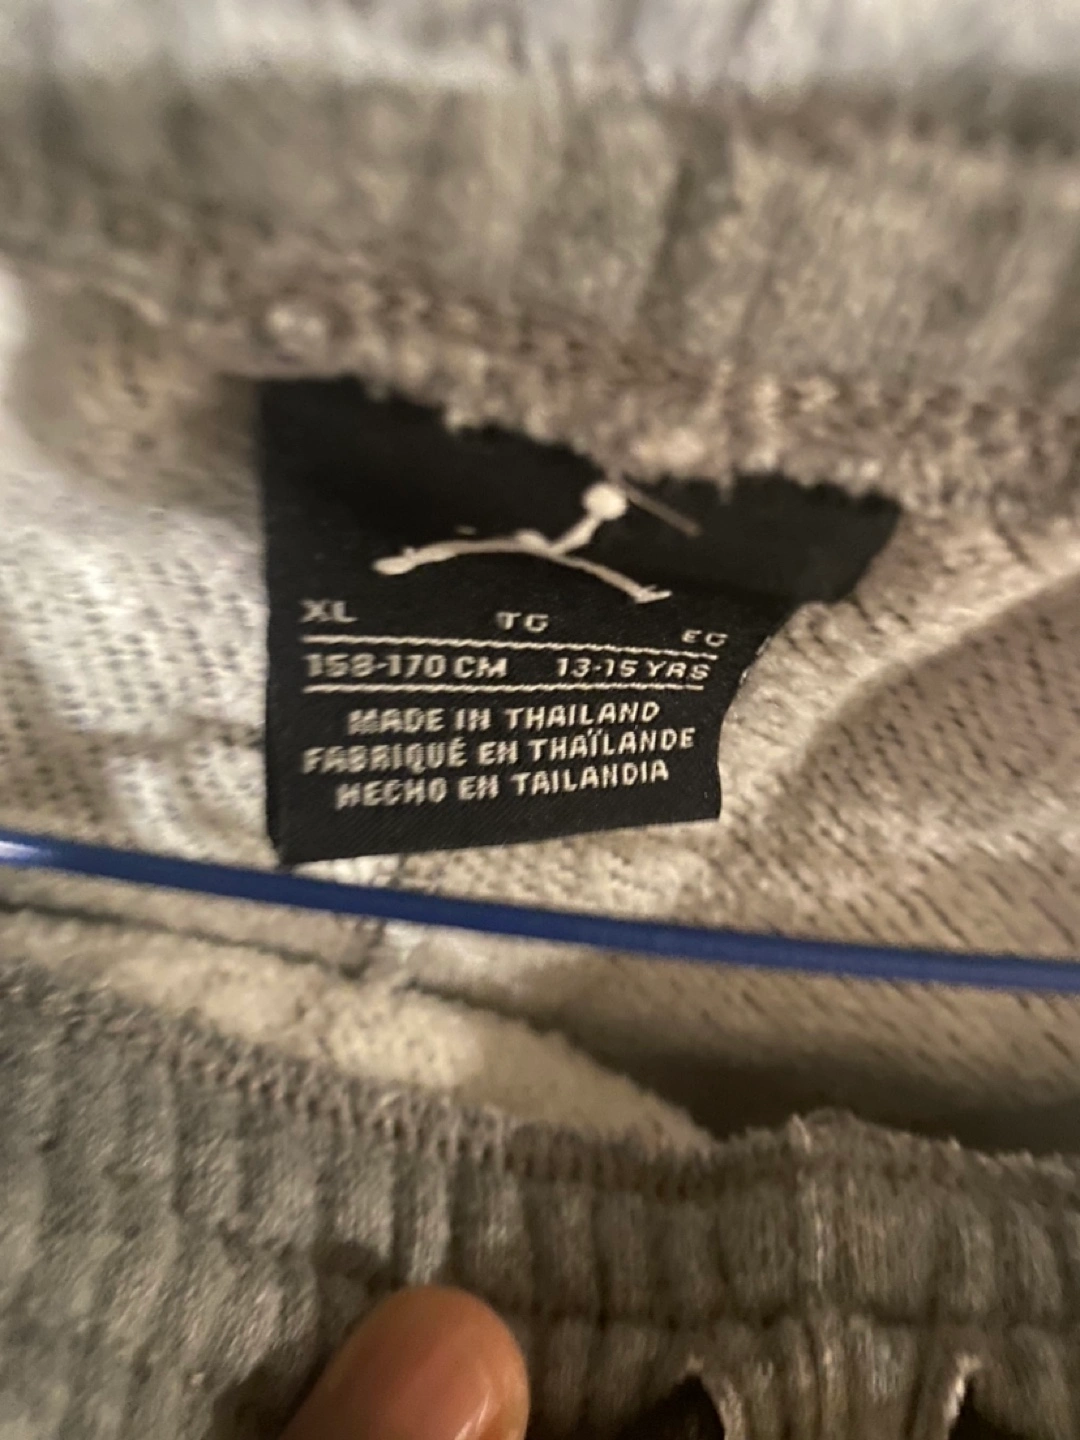 XL TG EG
158-170 CM 13-15 YRS
MADE IN THAILAND
FABRIQUÉ EN THAÏLANDE
HECHO EN TAILANDIA